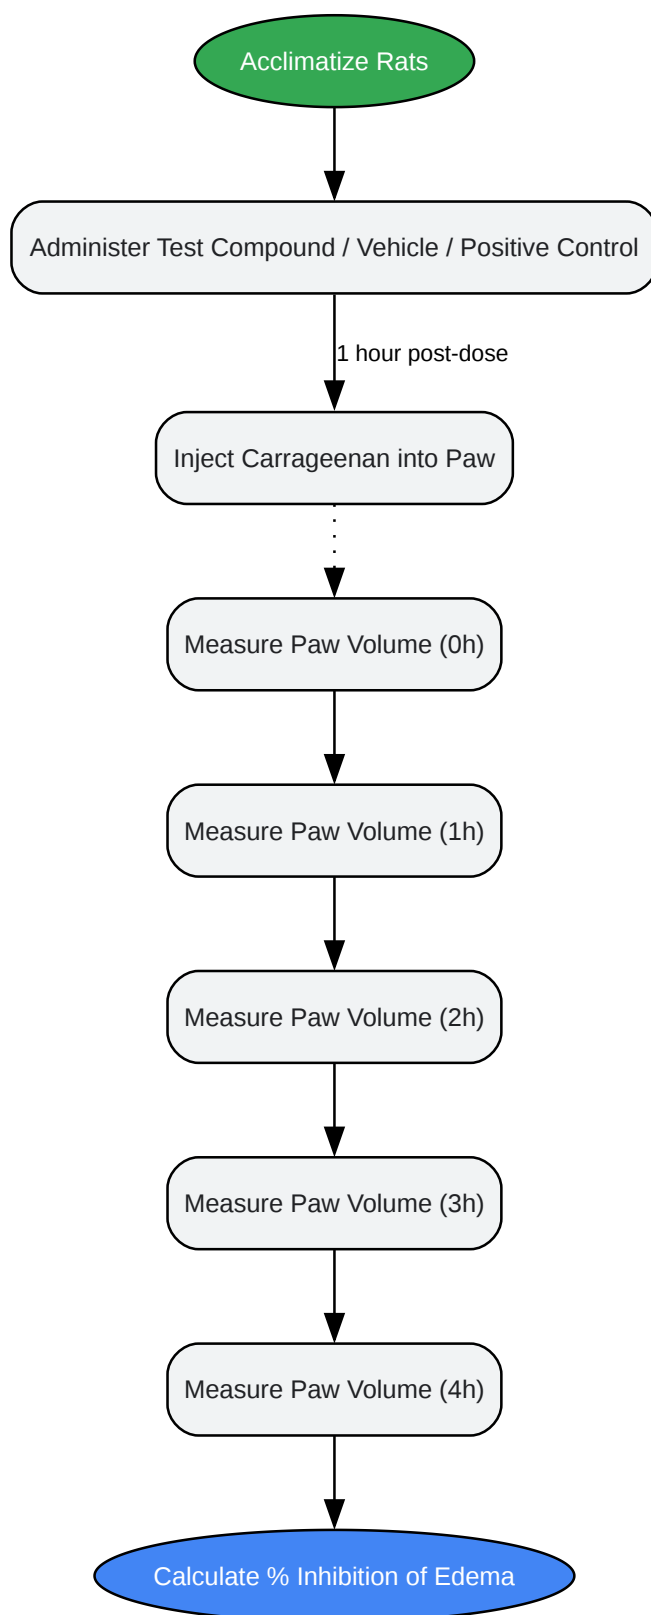 Acclimatize Rats
Administer Test Compound / Vehicle / Positive Control
1 hour post-dose
Inject Carrageenan into Paw
Measure Paw Volume (0h)
Measure Paw Volume (1h)
Measure Paw Volume (2h)
Measure Paw Volume (3h)
Measure Paw Volume (4h)
Calculate % Inhibition of Edema